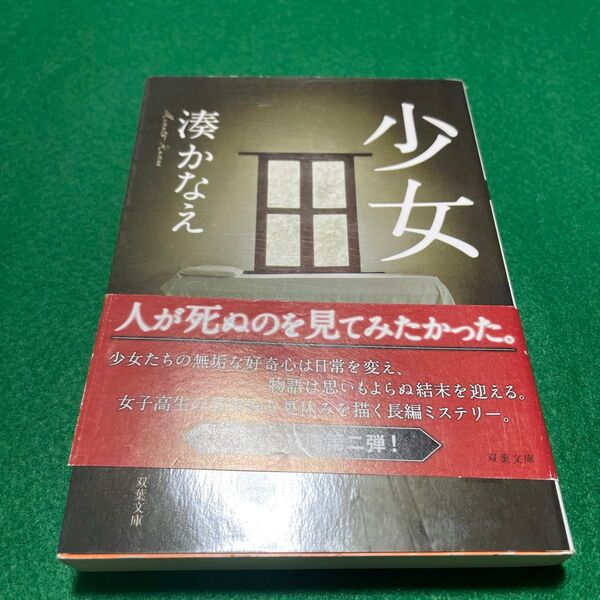 少女
湊かなえ
人が死ぬのを見てみたかった。
少女たちの無垢な好奇心は日常を変え、
物語は思いもよらぬ結末を迎える。
女子高生の夏休みを描く長編ミステリー。
二弾！
双葉文庫
双葉文庫